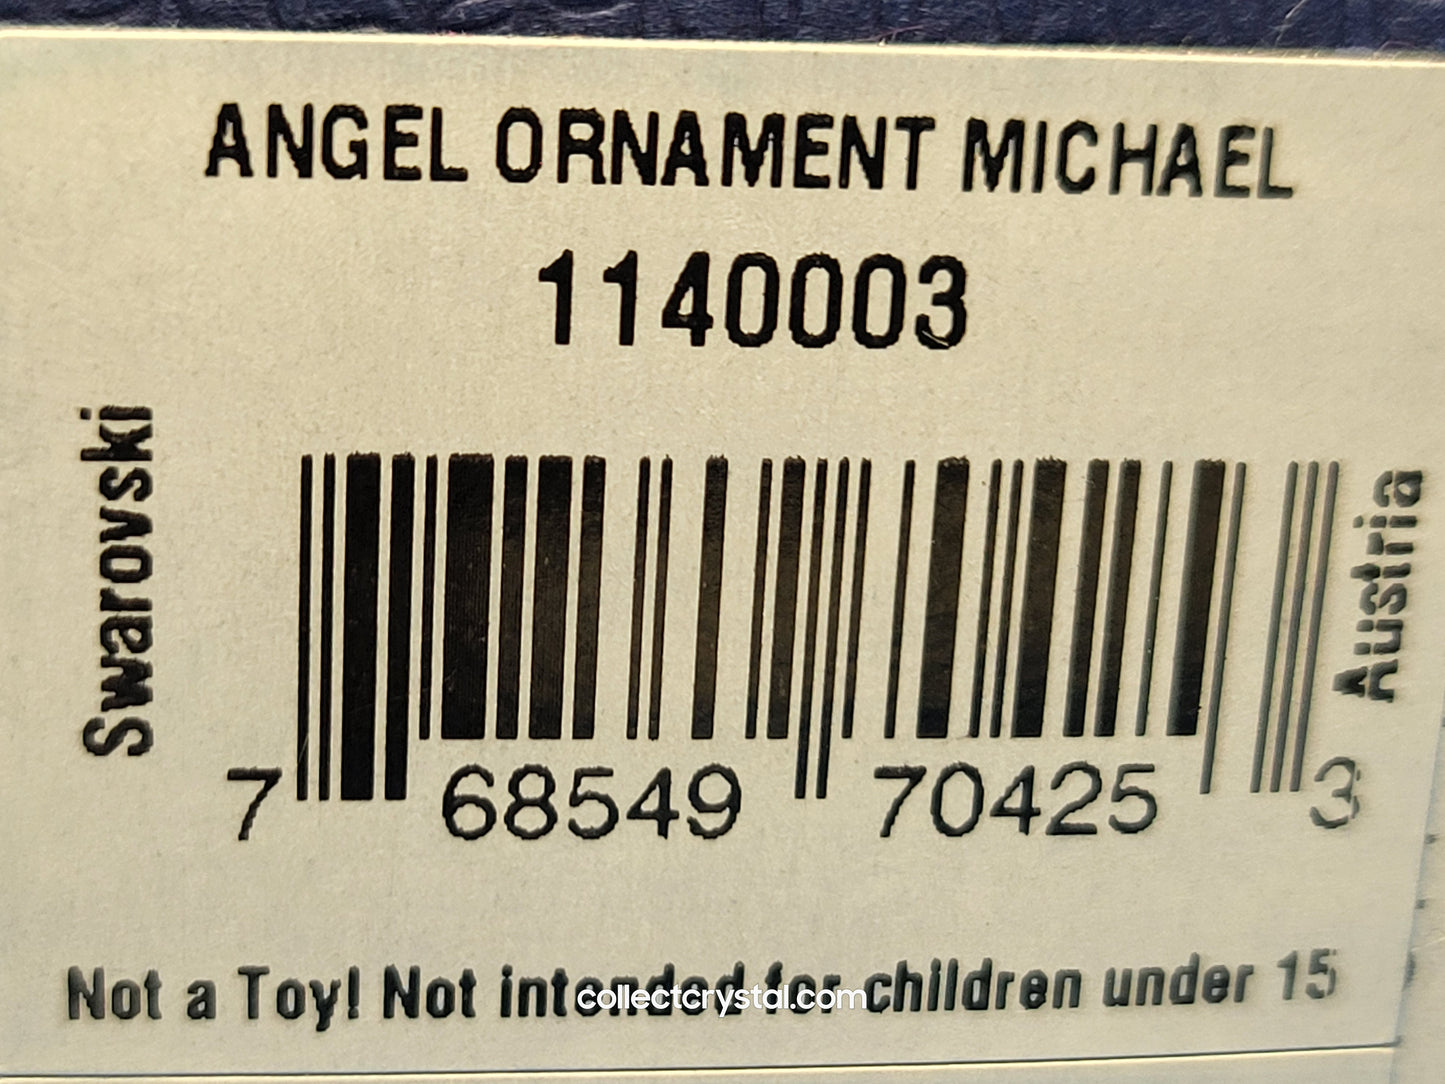 ANGEL ORNAMENT MICHAEL
1140003
Swarovski
Austria
7 68549 70425 3
Not a Toy! Not intended for children under 15
collectcrystal.com